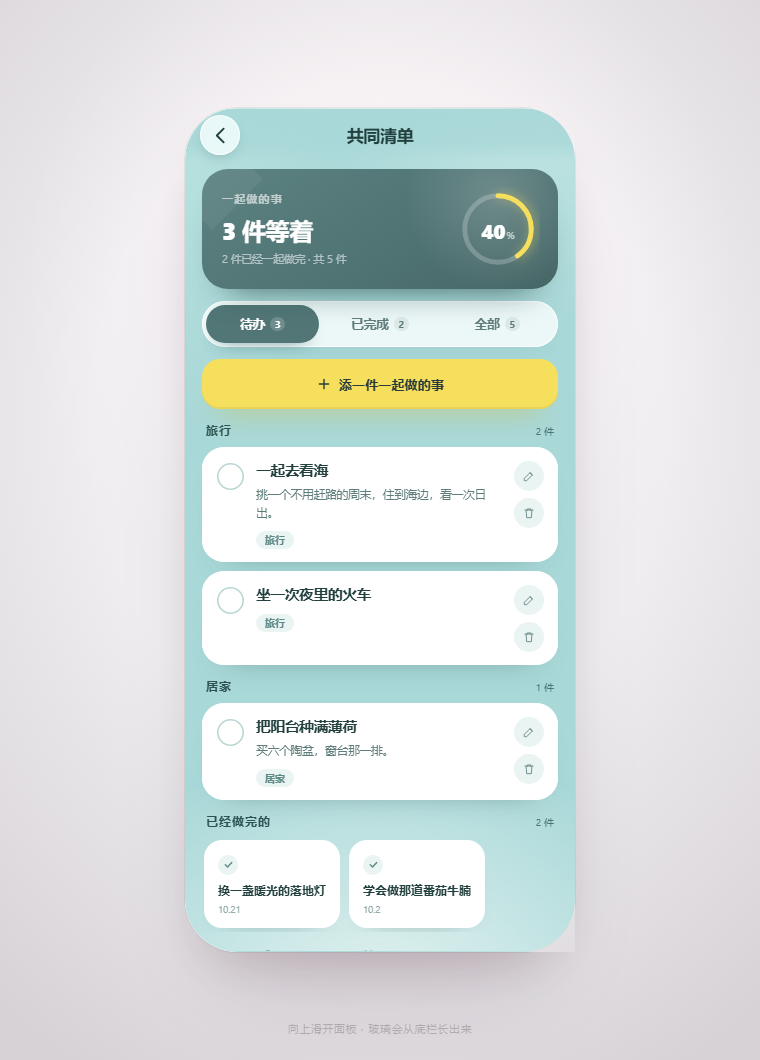 共同清单
一起做的事
3 件等着
2 件已经一起做完 · 共 5 件
40%
待办 3
已完成 2
全部 5
+ 添一件一起做的事
旅行
2 件
一起去看海
挑一个不用赶路的周末，住到海边，看一次日
出。
旅行
坐一次夜里的火车
旅行
居家
1 件
把阳台种满薄荷
买六个陶盆，窗台那一排。
居家
已经做完的
2 件
换一盏暖光的落地灯
10.21
学会做那道番茄牛腩
10.2
向上滑开面板 · 玻璃会从底栏长出来